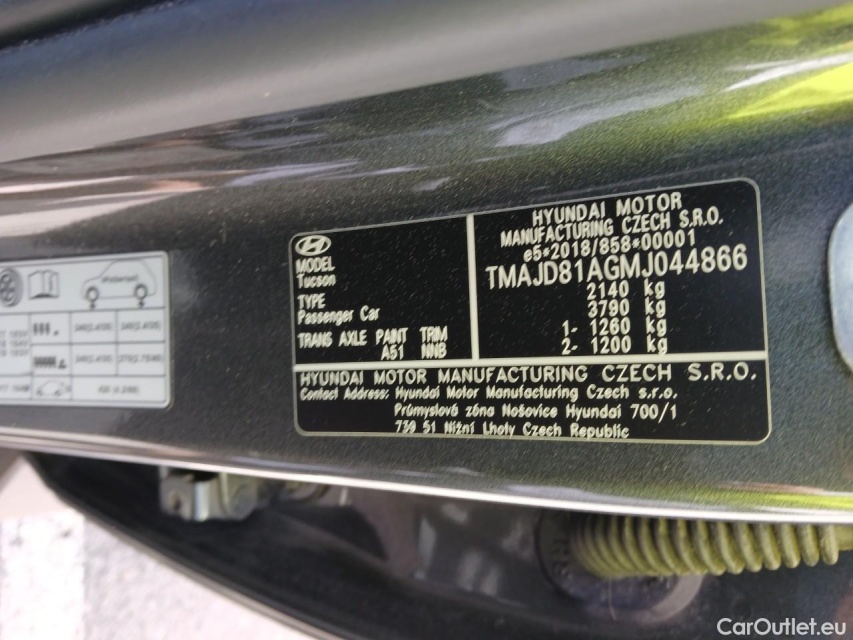 HYUNDAI MOTOR
MANUFACTURING CZECH S.R.O.
e5*2018/858*00001
TMAJD81AGMJ044866
2140 kg
3790 kg
1- 1260 kg
2- 1200 kg
MODEL
Tucson
TYPE
Passenger Car
TRANS AXLE PAINT TRIM
A51 NNB
HYUNDAI MOTOR MANUFACTURING CZECH S.R.O.
Contact Address: Hyundai Motor Manufacturing Czech s.r.o.
Průmyslová zóna Nošovice Hyundai 700/1
739 51 Nižní Lhoty Czech Republic
CarOutlet.eu